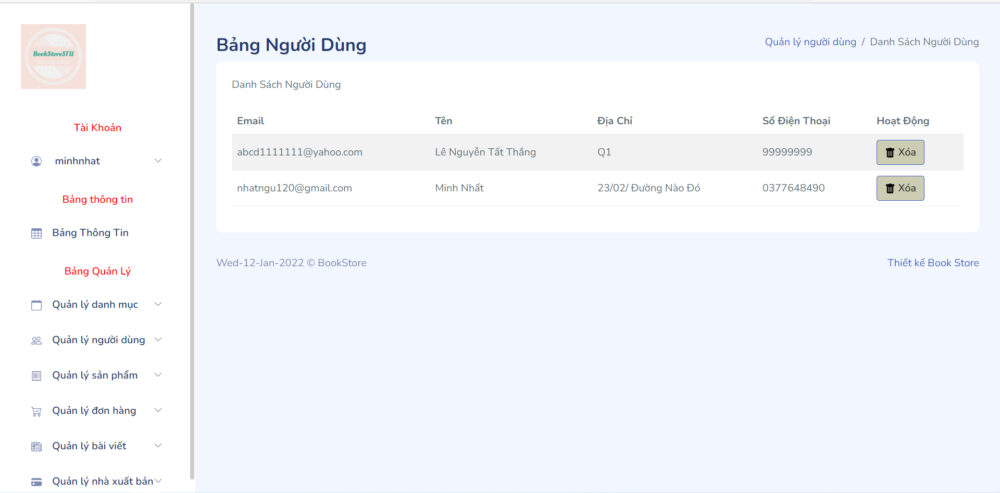 BookStoreSTU
Tài Khoản
minhnhat
Bảng thông tin
Bảng Thông Tin
Bảng Quản Lý
Quản lý danh mục
Quản lý người dùng
Quản lý sản phẩm
Quản lý đơn hàng
Quản lý bài viết
Quản lý nhà xuất bản
Bảng Người Dùng
Quản lý người dùng / Danh Sách Người Dùng
Danh Sách Người Dùng
Email Tên Địa Chỉ Số Điện Thoại Hoạt Động
abcd1111111@yahoo.com Lê Nguyễn Tất Thắng Q1 99999999 Xóa
nhatngu120@gmail.com Minh Nhất 23/02/ Đường Nào Đó 0377648490 Xóa
Wed-12-Jan-2022 © BookStore
Thiết kế Book Store